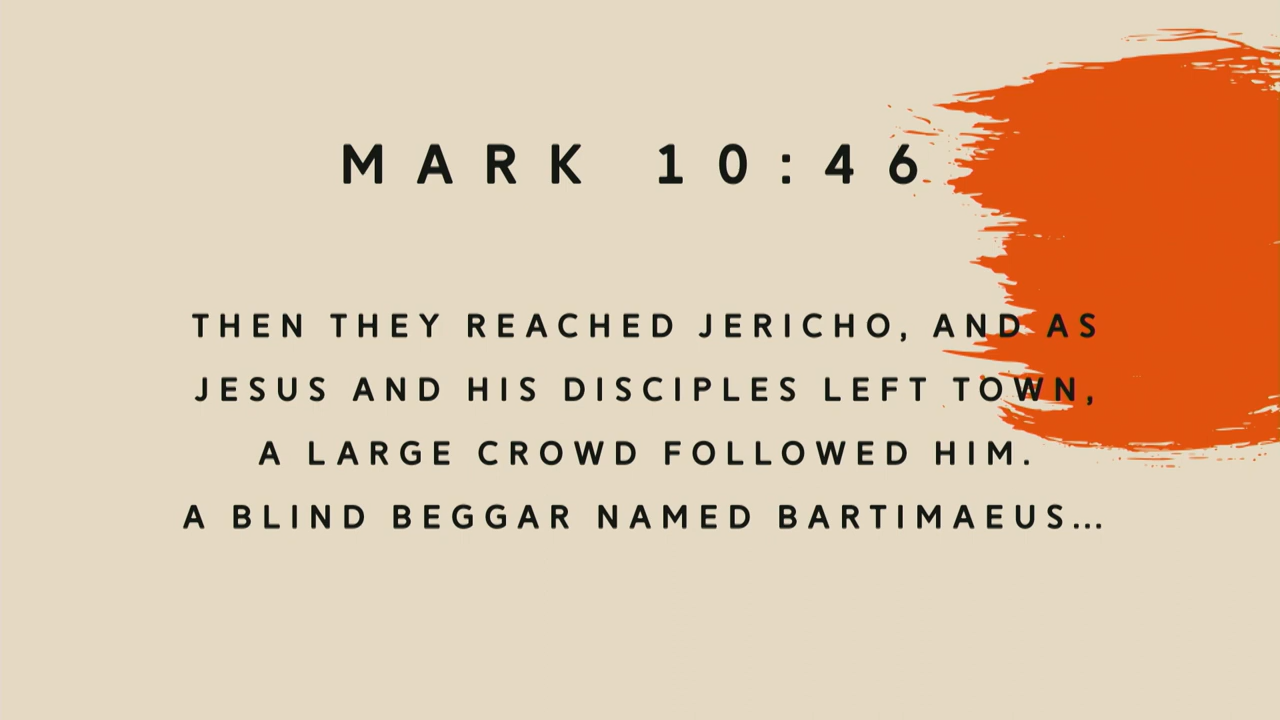 MARK 10:46
THEN THEY REACHED JERICHO, AND AS
JESUS AND HIS DISCIPLES LEFT TOWN,
A LARGE CROWD FOLLOWED HIM.
A BLIND BEGGAR NAMED BARTIMAEUS...